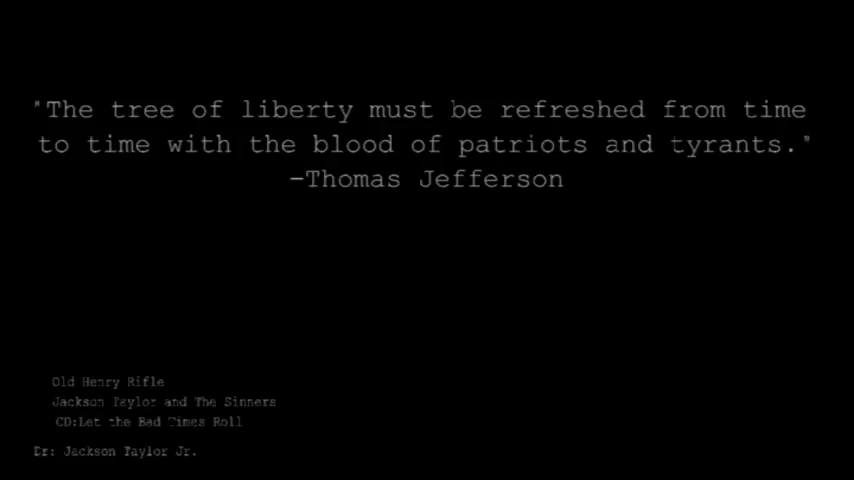 "The tree of liberty must be refreshed from time
to time with the blood of patriots and tyrants."
-Thomas Jefferson
Old Henry Rifle
Jackson Taylor and The Sinners
CD:Let the Bad Times Roll
Dr: Jackson Taylor Jr.